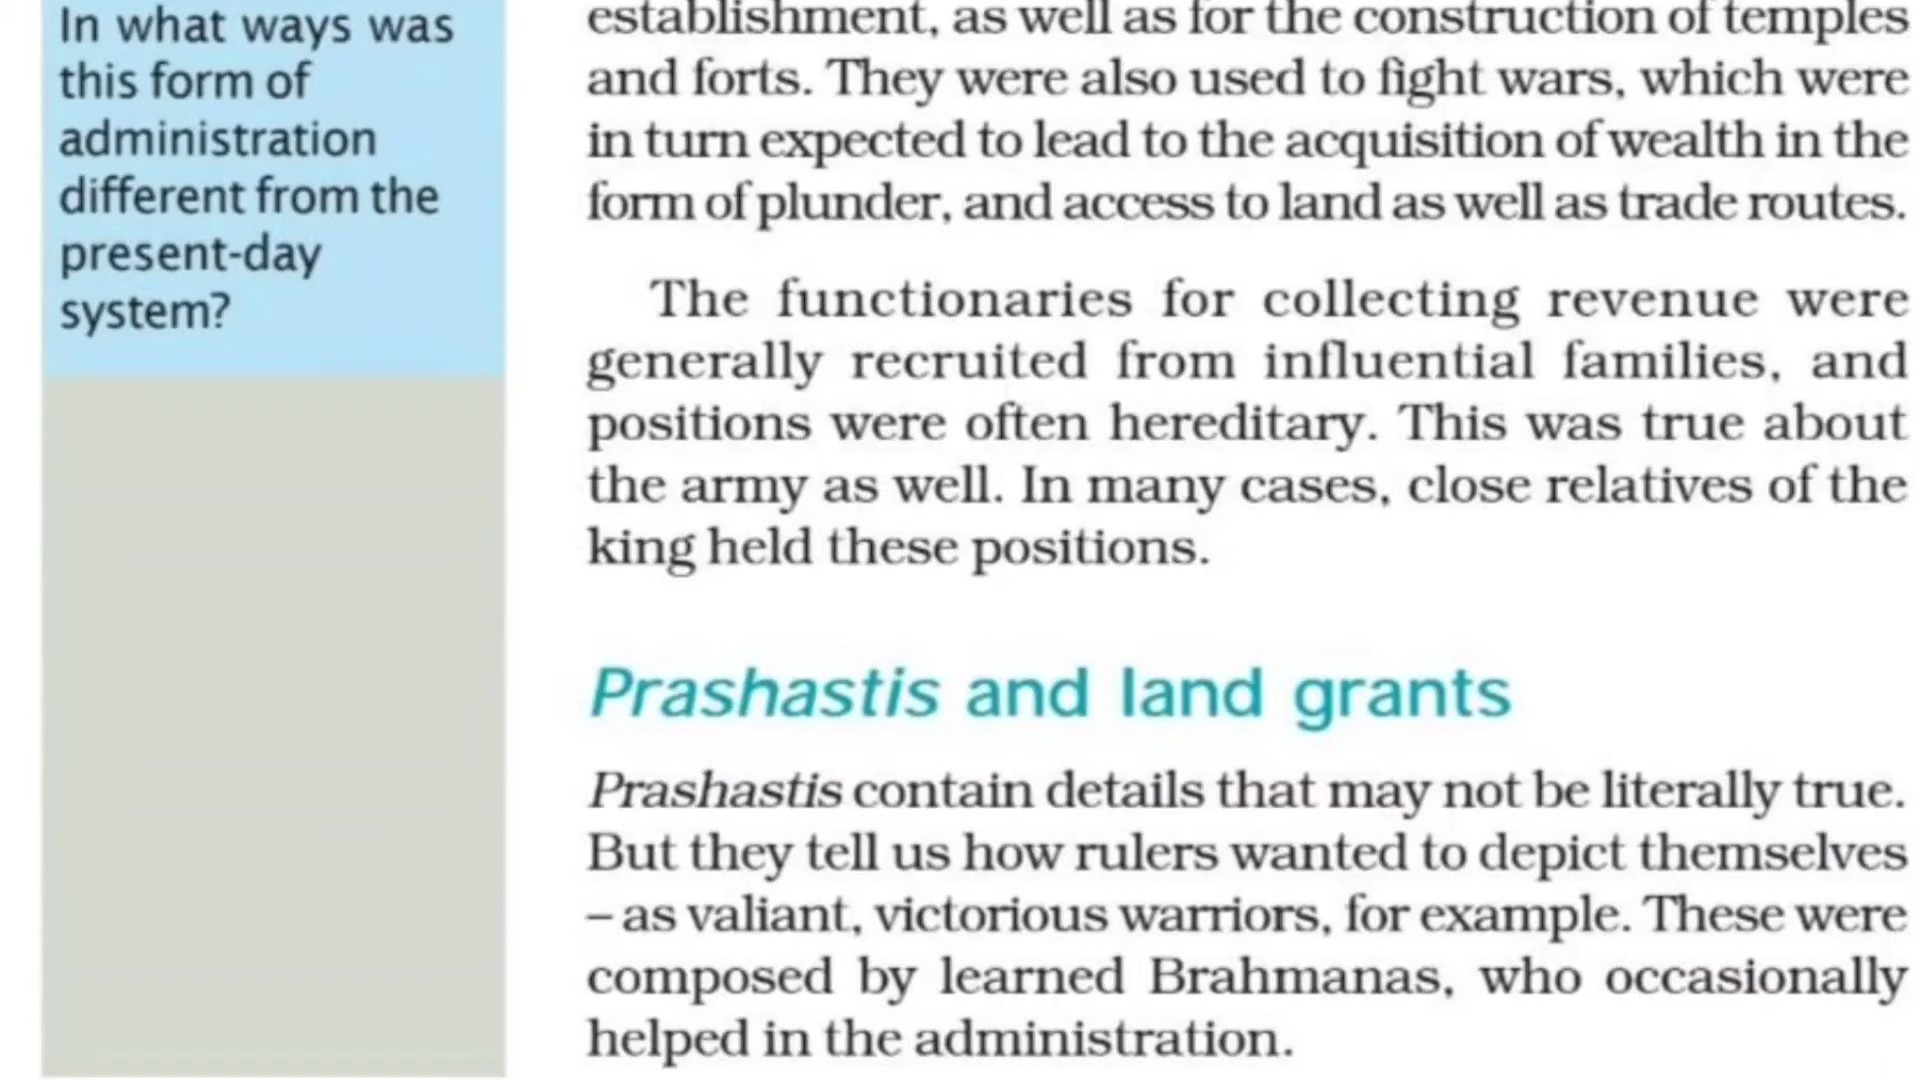 In what ways was
this form of
administration
different from the
present-day
system?
establishment, as well as for the construction of temples
and forts. They were also used to fight wars, which were
in turn expected to lead to the acquisition of wealth in the
form of plunder, and access to land as well as trade routes.
The functionaries for collecting revenue were
generally recruited from influential families, and
positions were often hereditary. This was true about
the army as well. In many cases, close relatives of the
king held these positions.
Prashastis and land grants
Prashastis contain details that may not be literally true.
But they tell us how rulers wanted to depict themselves
– as valiant, victorious warriors, for example. These were
composed by learned Brahmanas, who occasionally
helped in the administration.